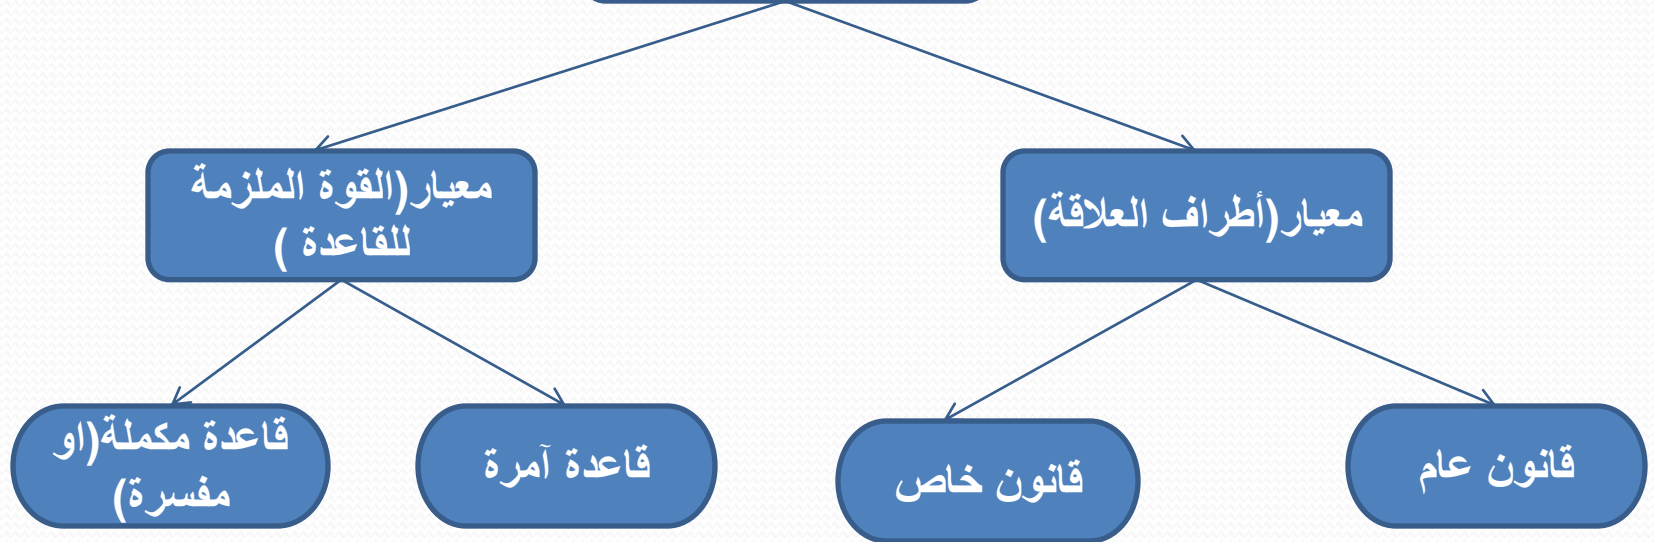 معيار(أطراف العلاقة)
معيار(القوة الملزمة
للقاعدة )
قانون عام
قانون خاص
قاعدة آمرة
قاعدة مكملة(او
مفسرة)